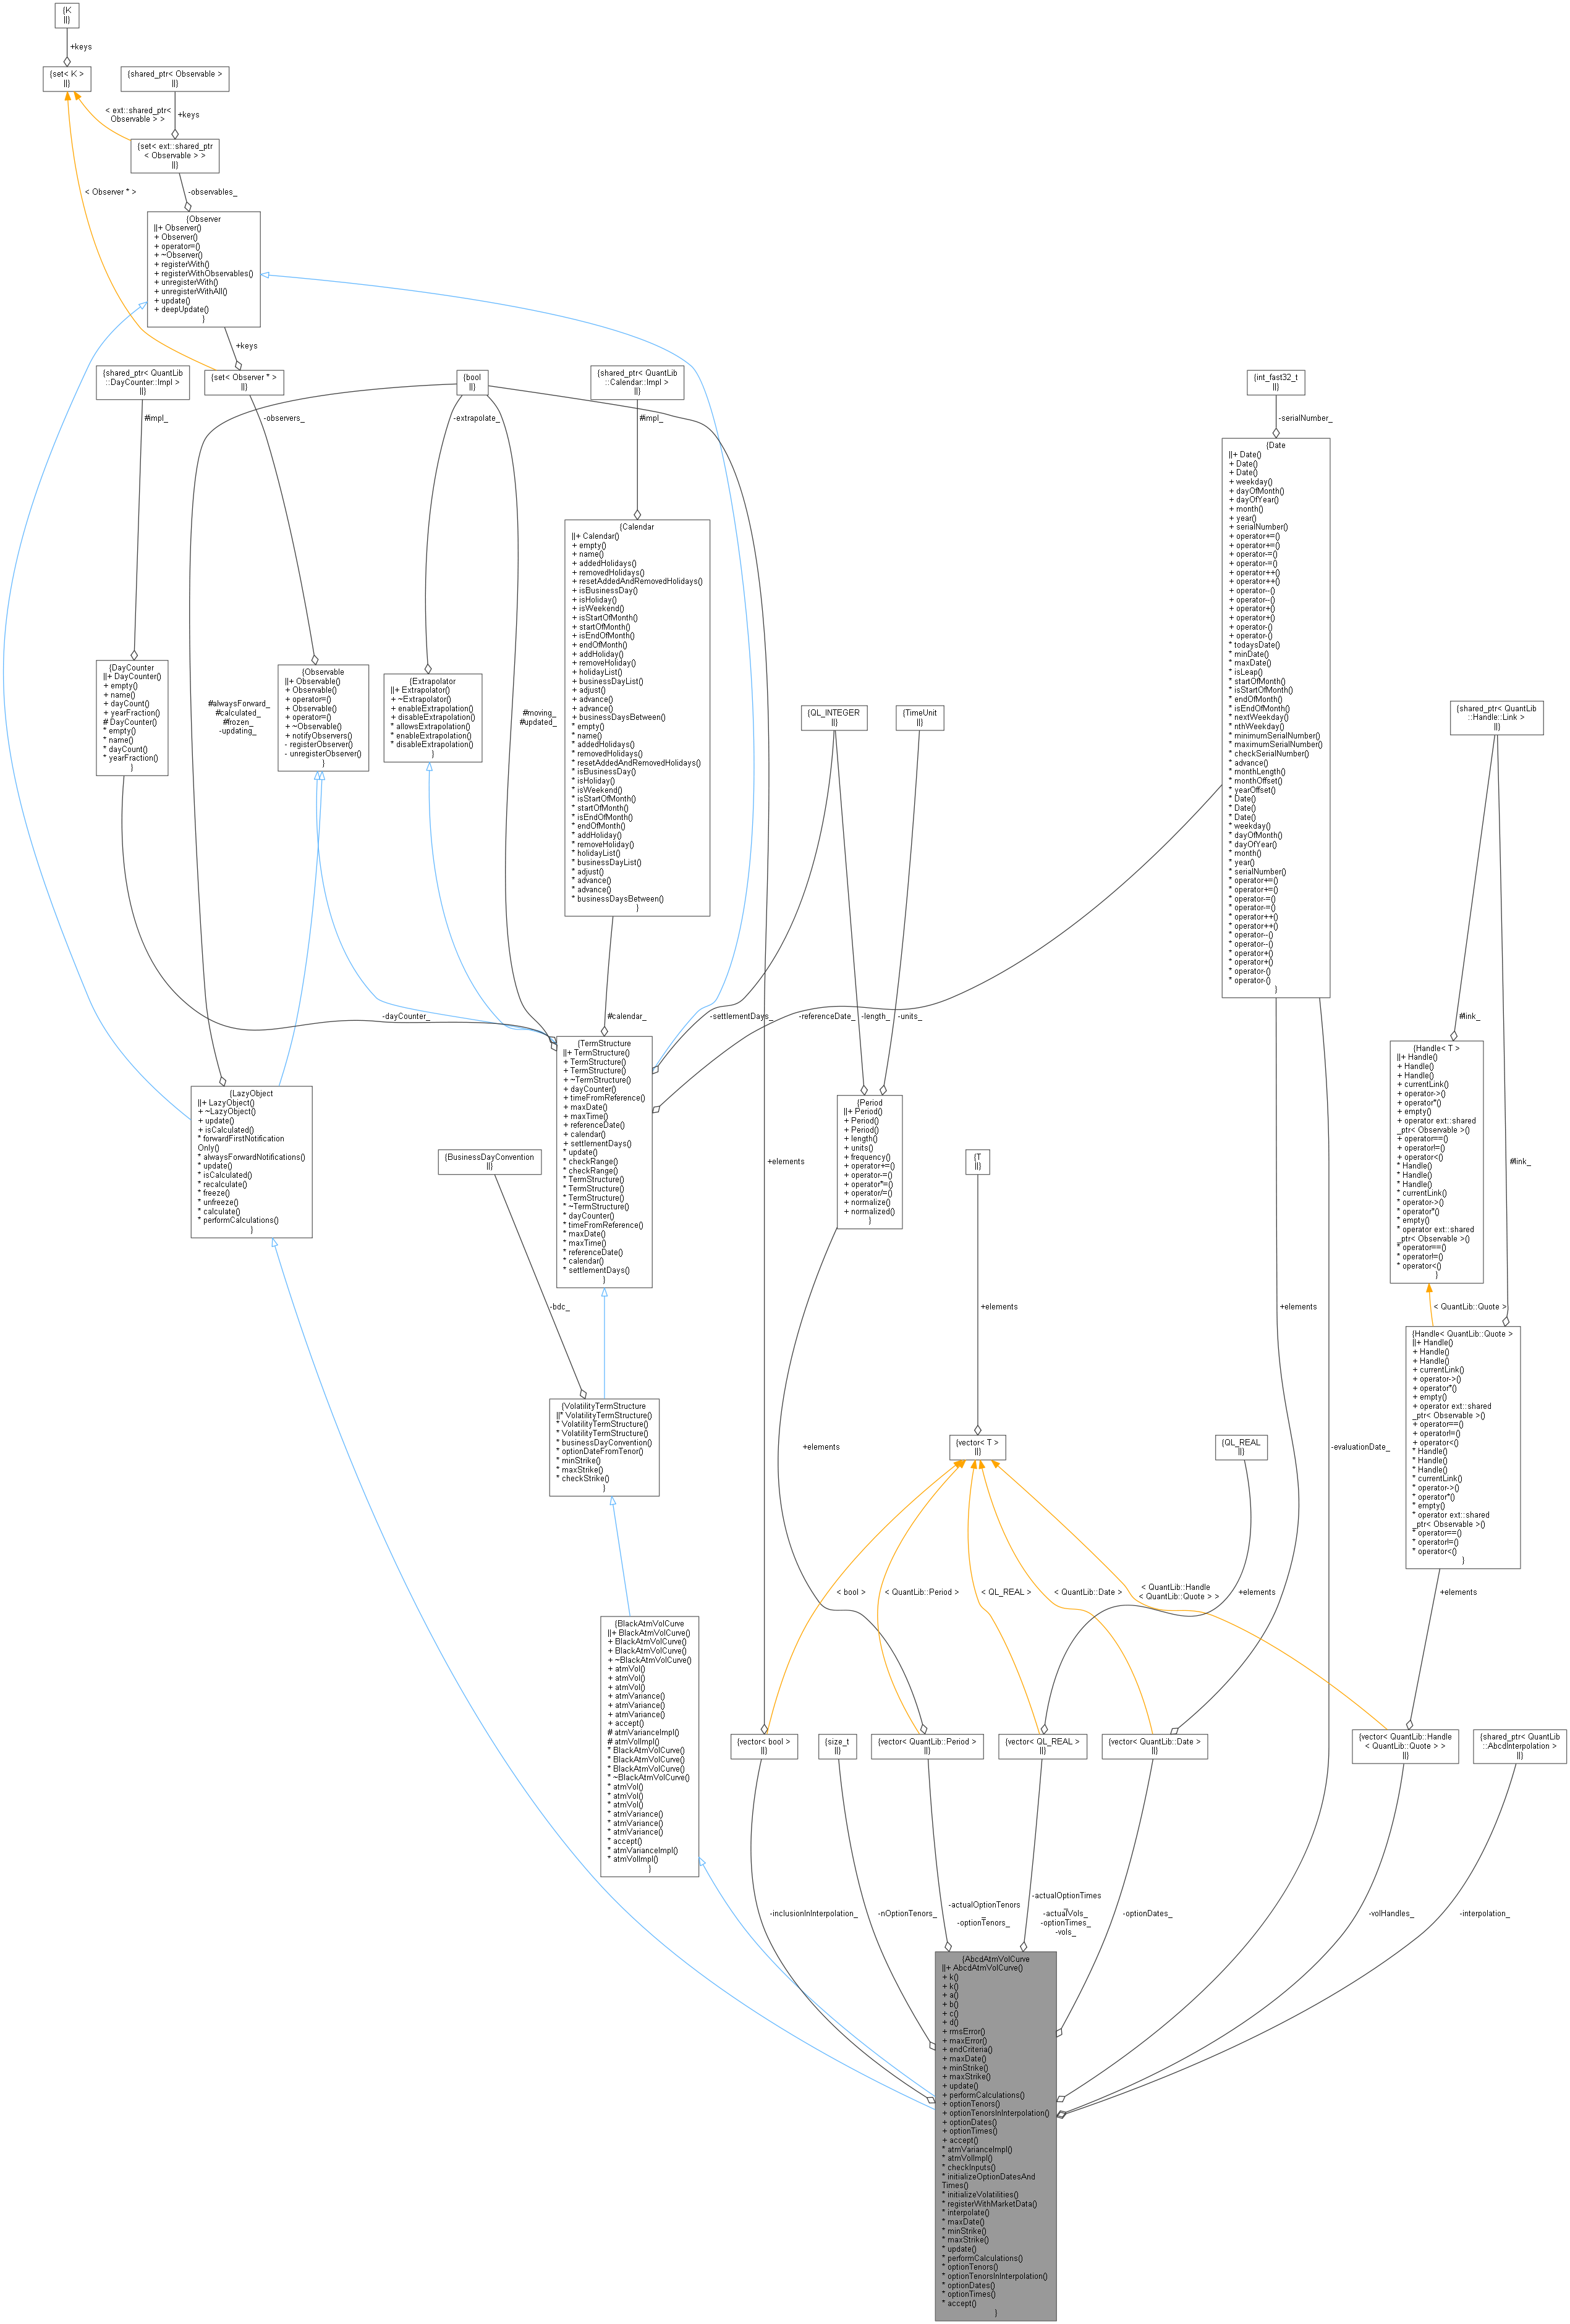 {K
||}
+keys
{set< K >
||}
{shared_ptr< Observable >
||}
< ext::shared_ptr<
Observable > >
+keys
{set< ext::shared_ptr
< Observable > >
||}
< Observer * >
-observables_
{Observer
||+ Observer()
+ Observer()
+ operator=()
+ ~Observer()
+ registerWith()
+ registerWithObservables()
+ unregisterWith()
+ unregisterWithAll()
+ update()
+ deepUpdate()
}
+keys
{shared_ptr< QuantLib
::DayCounter::Impl >
||}
{set< Observer * >
||}
{bool
||}
{shared_ptr< QuantLib
::Calendar::Impl >
||}
{int_fast32_t
||}
#impl_
-observers_
-extrapolate_
#impl_
-serialNumber_
{Date
||+ Date()
+ Date()
+ Date()
+ weekday()
+ dayOfMonth()
+ dayOfYear()
+ month()
+ year()
+ serialNumber()
+ operator+=()
+ operator+=()
+ operator-=()
+ operator-=()
+ operator++()
+ operator++()
+ operator--()
+ operator--()
+ operator+()
+ operator+()
+ operator-()
+ operator-()
* todaysDate()
* minDate()
* maxDate()
* isLeap()
* startOfMonth()
* isStartOfMonth()
* endOfMonth()
* isEndOfMonth()
* nextWeekday()
* nthWeekday()
* minimumSerialNumber()
* maximumSerialNumber()
* checkSerialNumber()
* advance()
* monthLength()
* monthOffset()
* yearOffset()
* Date()
* Date()
* Date()
* weekday()
* dayOfMonth()
* dayOfYear()
* month()
* year()
* serialNumber()
* operator+=()
* operator+=()
* operator-=()
* operator-=()
* operator++()
* operator++()
* operator--()
* operator--()
* operator+()
* operator+()
* operator-()
* operator-()
}
{Calendar
||+ Calendar()
+ empty()
+ name()
+ addedHolidays()
+ removedHolidays()
+ resetAddedAndRemovedHolidays()
+ isBusinessDay()
+ isHoliday()
+ isWeekend()
+ isStartOfMonth()
+ startOfMonth()
+ isEndOfMonth()
+ endOfMonth()
+ addHoliday()
+ removeHoliday()
+ holidayList()
+ businessDayList()
+ adjust()
+ advance()
+ advance()
+ businessDaysBetween()
* empty()
* name()
* addedHolidays()
* removedHolidays()
* resetAddedAndRemovedHolidays()
* isBusinessDay()
* isHoliday()
* isWeekend()
* isStartOfMonth()
* startOfMonth()
* isEndOfMonth()
* endOfMonth()
* addHoliday()
* removeHoliday()
* holidayList()
* businessDayList()
* adjust()
* advance()
* advance()
* businessDaysBetween()
}
{DayCounter
||+ DayCounter()
+ empty()
+ name()
+ dayCount()
+ yearFraction()
# DayCounter()
* empty()
* name()
* dayCount()
* yearFraction()
}
#alwaysForward_
#calculated_
#frozen_
-updating_
{Observable
||+ Observable()
+ Observable()
+ operator=()
+ Observable()
+ operator=()
+ ~Observable()
+ notifyObservers()
- registerObserver()
- unregisterObserver()
}
{Extrapolator
||+ Extrapolator()
+ ~Extrapolator()
+ enableExtrapolation()
+ disableExtrapolation()
* allowsExtrapolation()
* enableExtrapolation()
* disableExtrapolation()
}
#moving_
#updated_
{QL_INTEGER
||}
{TimeUnit
||}
{shared_ptr< QuantLib
::Handle::Link >
||}
-dayCounter_
#calendar_
-settlementDays_
-referenceDate_
-length_
-units_
#link_
{TermStructure
||+ TermStructure()
+ TermStructure()
+ TermStructure()
+ ~TermStructure()
+ dayCounter()
+ timeFromReference()
+ maxDate()
+ maxTime()
+ referenceDate()
+ calendar()
+ settlementDays()
* update()
* checkRange()
* checkRange()
* TermStructure()
* TermStructure()
* TermStructure()
* ~TermStructure()
* dayCounter()
* timeFromReference()
* maxDate()
* maxTime()
* referenceDate()
* calendar()
* settlementDays()
}
{Handle< T >
||+ Handle()
+ Handle()
+ Handle()
+ currentLink()
+ operator->()
+ operator*()
+ empty()
+ operator ext::shared
_ptr< Observable >()
+ operator==()
+ operator!=()
+ operator<()
* Handle()
* Handle()
* Handle()
* currentLink()
* operator->()
* operator*()
* empty()
* operator ext::shared
_ptr< Observable >()
* operator==()
* operator!=()
* operator<()
}
{LazyObject
||+ LazyObject()
+ ~LazyObject()
+ update()
+ isCalculated()
* forwardFirstNotification
Only()
* alwaysForwardNotifications()
* update()
* isCalculated()
* recalculate()
* freeze()
* unfreeze()
* calculate()
* performCalculations()
}
{Period
||+ Period()
+ Period()
+ Period()
+ length()
+ units()
+ frequency()
+ operator+=()
+ operator-=()
+ operator*=()
+ operator/=()
+ normalize()
+ normalized()
}
{BusinessDayConvention
||}
+elements
{T
||}
#link_
-bdc_
+elements
+elements
< QuantLib::Quote >
{Handle< QuantLib::Quote >
||+ Handle()
+ Handle()
+ Handle()
+ currentLink()
+ operator->()
+ operator*()
+ empty()
+ operator ext::shared
_ptr< Observable >()
+ operator==()
+ operator!=()
+ operator<()
* Handle()
* Handle()
* Handle()
* currentLink()
* operator->()
* operator*()
* empty()
* operator ext::shared
_ptr< Observable >()
* operator==()
* operator!=()
* operator<()
}
{VolatilityTermStructure
||* VolatilityTermStructure()
* VolatilityTermStructure()
* VolatilityTermStructure()
* businessDayConvention()
* optionDateFromTenor()
* minStrike()
* maxStrike()
* checkStrike()
}
+elements
{vector< T >
||}
{QL_REAL
||}
-evaluationDate_
< bool >
< QuantLib::Period >
< QL_REAL >
< QuantLib::Date >
< QuantLib::Handle
< QuantLib::Quote > >
+elements
+elements
{BlackAtmVolCurve
||+ BlackAtmVolCurve()
+ BlackAtmVolCurve()
+ BlackAtmVolCurve()
+ ~BlackAtmVolCurve()
+ atmVol()
+ atmVol()
+ atmVol()
+ atmVariance()
+ atmVariance()
+ atmVariance()
+ accept()
# atmVarianceImpl()
# atmVolImpl()
* BlackAtmVolCurve()
* BlackAtmVolCurve()
* BlackAtmVolCurve()
* ~BlackAtmVolCurve()
* atmVol()
* atmVol()
* atmVol()
* atmVariance()
* atmVariance()
* atmVariance()
* accept()
* atmVarianceImpl()
* atmVolImpl()
}
{vector< bool >
||}
{size_t
||}
{vector< QuantLib::Period >
||}
{vector< QL_REAL >
||}
{vector< QuantLib::Date >
||}
{vector< QuantLib::Handle
< QuantLib::Quote > >
||}
{shared_ptr< QuantLib
::AbcdInterpolation >
||}
-inclusionInInterpolation_
-nOptionTenors_
-actualOptionTenors
_
-optionTenors_
-actualOptionTimes
_
-actualVols_
-optionTimes_
-vols_
-optionDates_
-volHandles_
-interpolation_
{AbcdAtmVolCurve
||+ AbcdAtmVolCurve()
+ k()
+ k()
+ a()
+ b()
+ c()
+ d()
+ rmsError()
+ maxError()
+ endCriteria()
+ maxDate()
+ minStrike()
+ maxStrike()
+ update()
+ performCalculations()
+ optionTenors()
+ optionTenorsInInterpolation()
+ optionDates()
+ optionTimes()
+ accept()
* atmVarianceImpl()
* atmVolImpl()
* checkInputs()
* initializeOptionDatesAnd
Times()
* initializeVolatilities()
* registerWithMarketData()
* interpolate()
* maxDate()
* minStrike()
* maxStrike()
* update()
* performCalculations()
* optionTenors()
* optionTenorsInInterpolation()
* optionDates()
* optionTimes()
* accept()
}